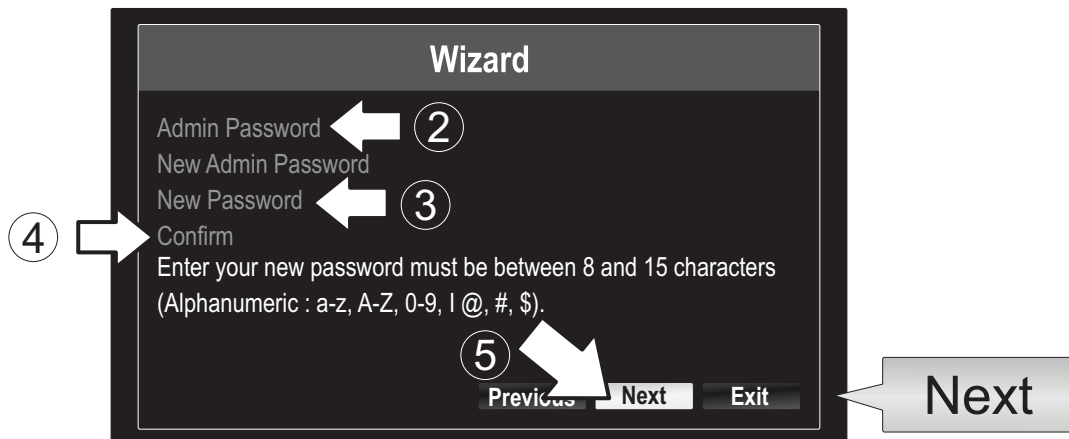 Wizard
Admin Password
②
New Admin Password
New Password
③
④
Confirm
Enter your new password must be between 8 and 15 characters
(Alphanumeric : a-z, A-Z, 0-9, I @, #, $).
⑤
Previous Next Exit
Next